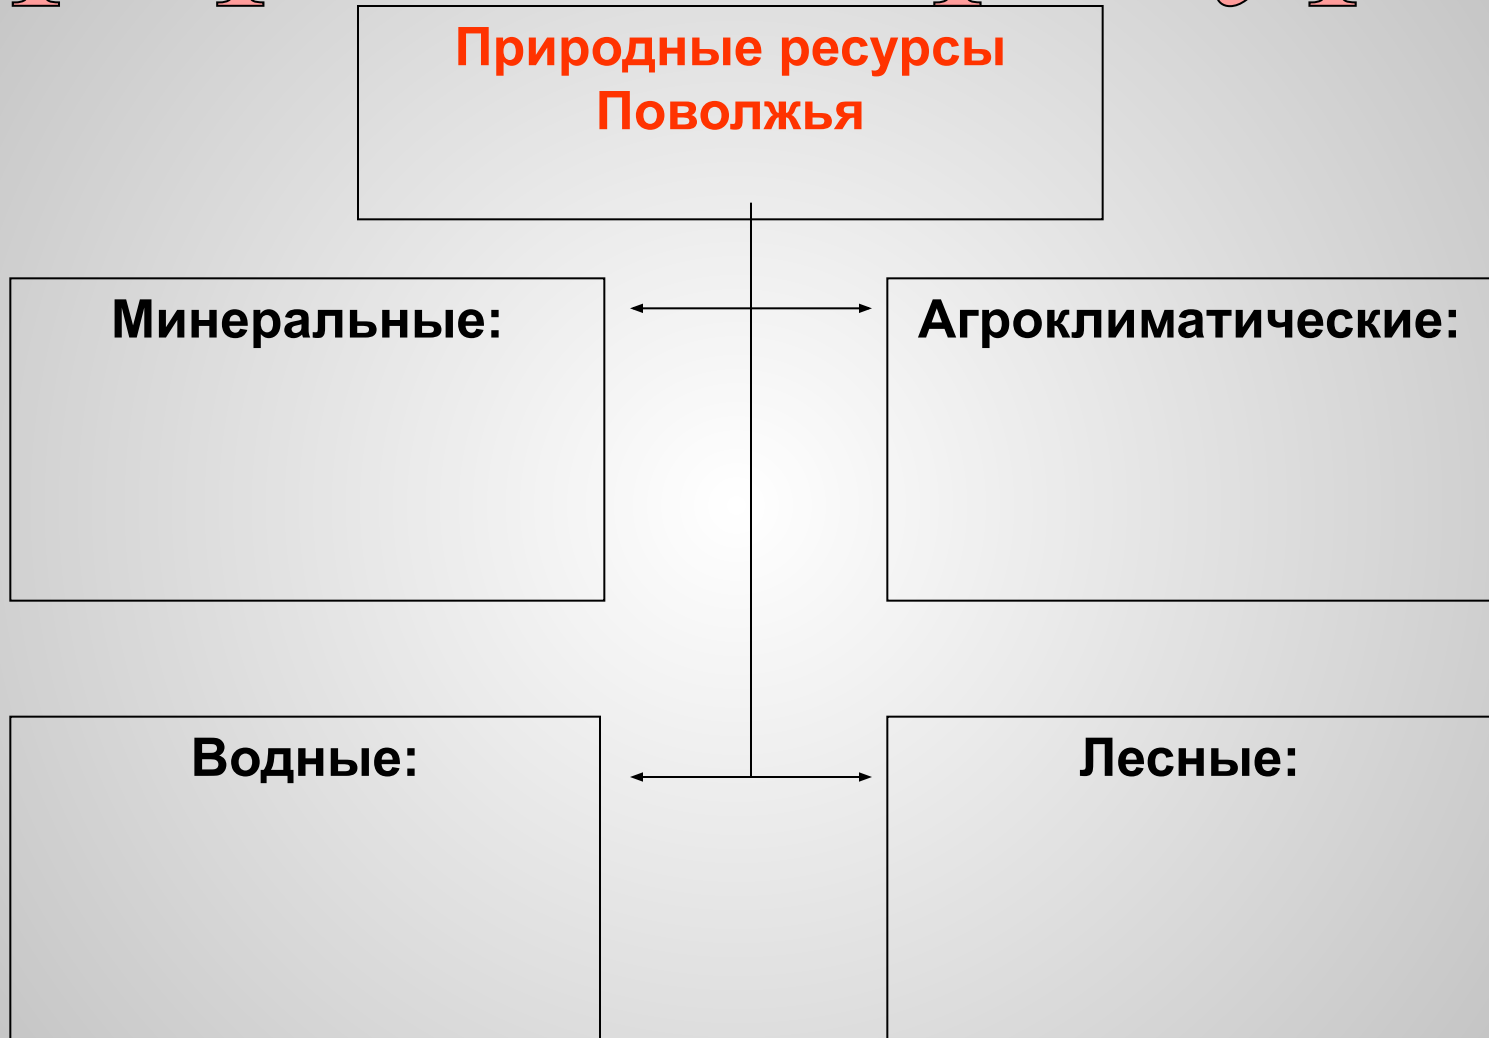 Природные ресурсы
Поволжья
Минеральные:
Агроклиматические:
Водные:
Лесные: